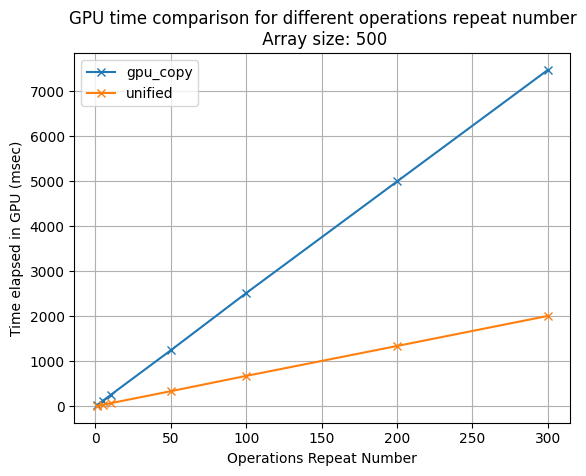 GPU time comparison for different operations repeat number
Array size: 500
gpu_copy
unified
Time elapsed in GPU (msec)
7000
6000
5000
4000
3000
2000
1000
0
0 50 100 150 200 250 300
Operations Repeat Number